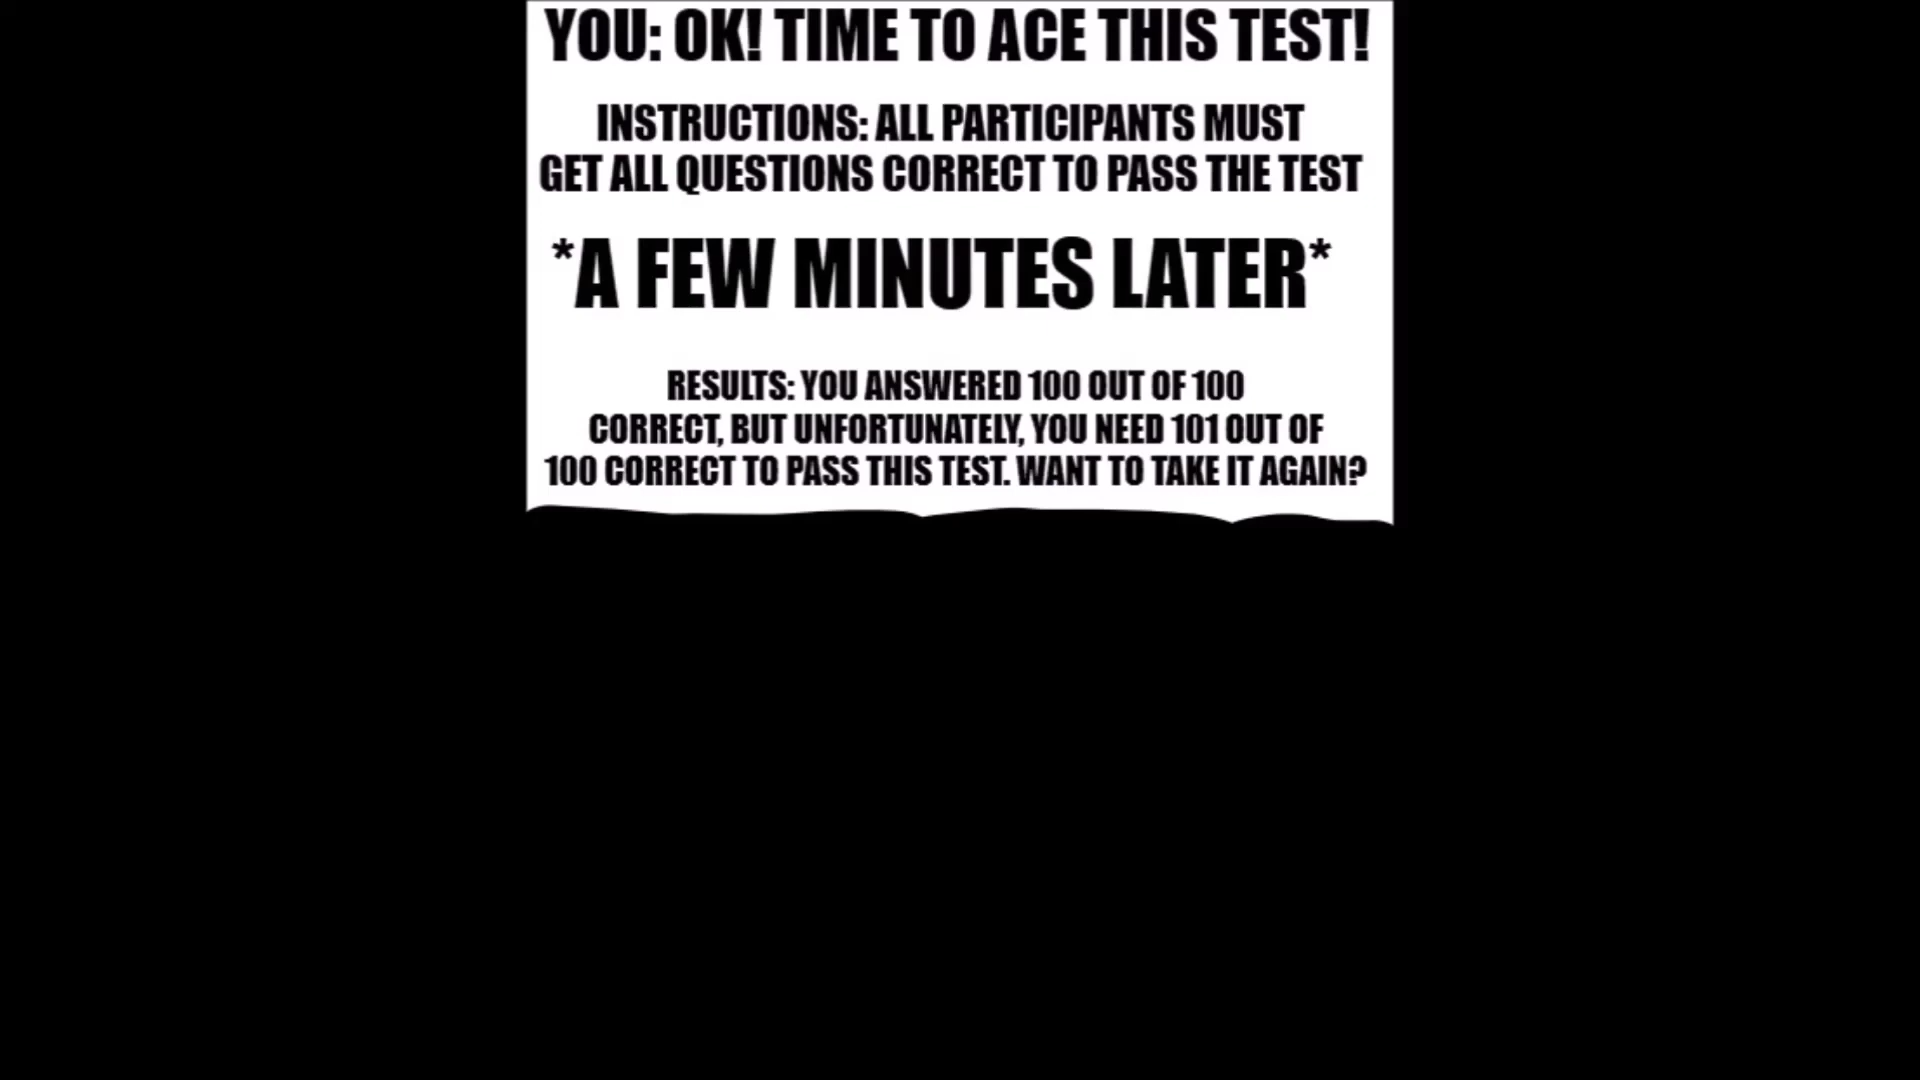 YOU: OK! TIME TO ACE THIS TEST!
INSTRUCTIONS: ALL PARTICIPANTS MUST
GET ALL QUESTIONS CORRECT TO PASS THE TEST
*A FEW MINUTES LATER*
RESULTS: YOU ANSWERED 100 OUT OF 100
CORRECT, BUT UNFORTUNATELY, YOU NEED 101 OUT OF
100 CORRECT TO PASS THIS TEST. WANT TO TAKE IT AGAIN?